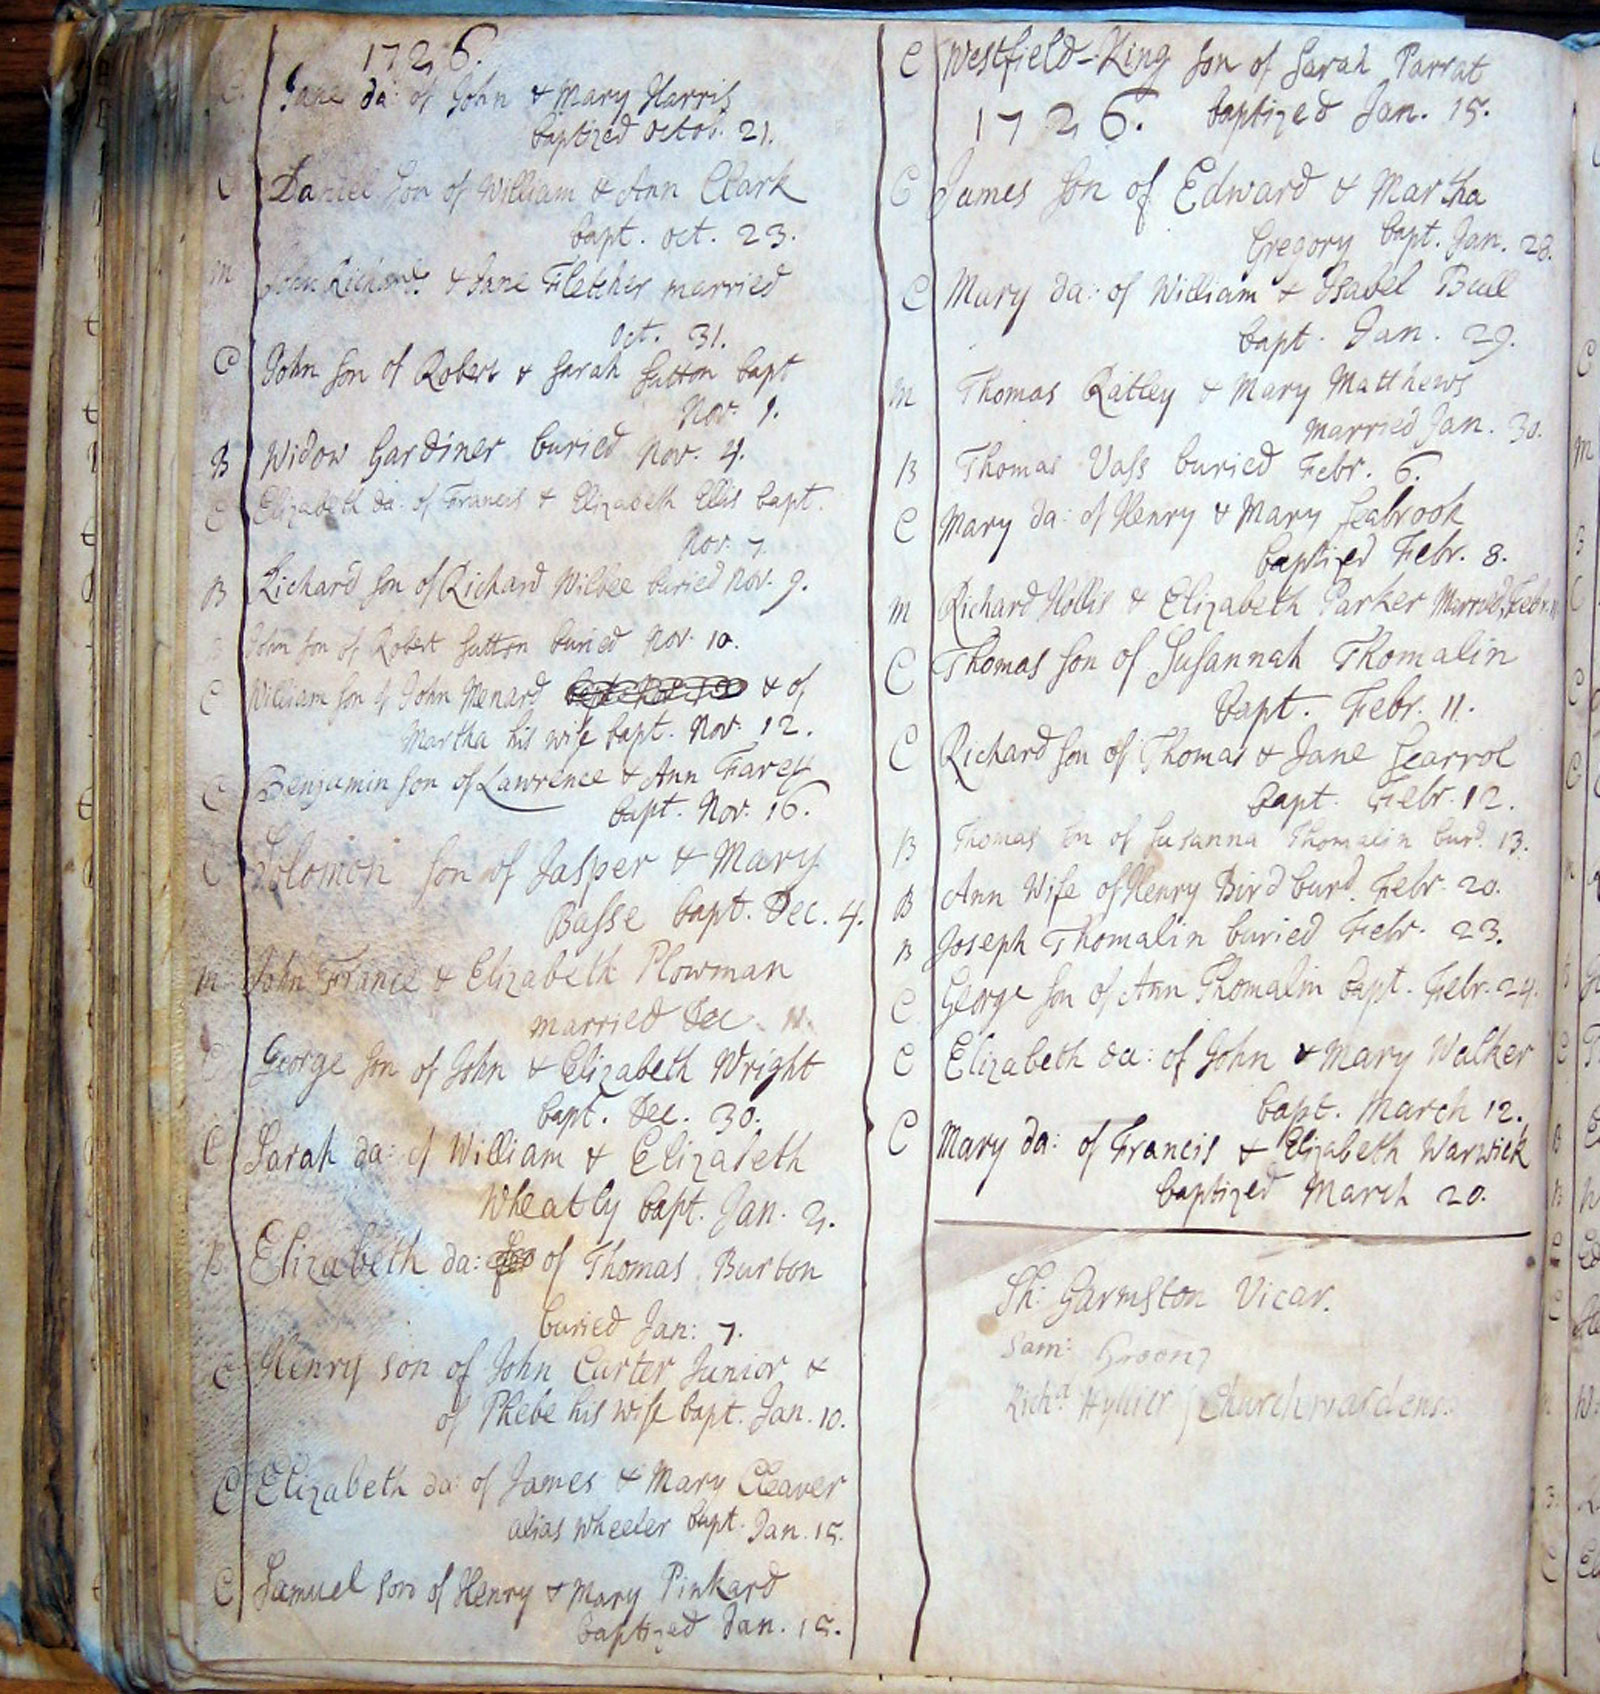 1726.
C Jane da: of John & Mary Harris
baptized Octob. 21.
C Daniel Son of William & Ann Clark
bapt. Oct. 23.
M John & Jane Fletcher married
Oct. 31.
C John Son of Robert & Sarah Sutton bapt
Nov. 1.
B Widow Gardiner buried Nov. 4.
C Elizabeth da: of Francis & Elizabeth Ellis bapt.
Nov. 7
B Richard Son of Richard Wilbee buried Nov. 9.
B John Son of Robert Sutton buried Nov. 10.
C William Son of John Menard & of
Martha his wife bapt. Nov. 12.
C Benjamin Son of Lawrence & Ann Farey
bapt. Nov. 16.
C Solomon Son of Jasper & Mary
Basse bapt. Dec. 4.
M John France & Elizabeth Plowman
married Dec. 11.
C George Son of John & Elizabeth Wright
bapt. Dec. 30.
C Sarah da: of William & Elizabeth
Wheatly bapt. Jan. 2.
B Elizabeth da: of Thomas Burton
buried Jan: 7.
C Henry Son of John Carter Junior &
of Phebe his wife bapt. Jan. 10.
C Elizabeth da: of James & Mary Cleaver
alias Wheeler bapt. Jan. 15.
C Samuel Son of Henry & Mary Pinkard
baptized Jan. 15.
C Westfield-King Son of Sarah Parrat
1726. baptized Jan. 15.
C James Son of Edward & Martha
Gregory bapt. Jan. 28.
C Mary da: of William & Isabel Bull
bapt. Jan. 29.
M Thomas Ratley & Mary Matthews
married Jan. 30.
B Thomas Vass buried Febr. 6.
C Mary da: of Henry & Mary Seabrook
baptized Febr. 8.
M Richard Hollis & Elizabeth Parker Married Febr.
C Thomas Son of Susannah Thomalin
bapt. Febr. 11.
C Richard Son of Thomas & Jane Scarrol
bapt. Febr. 12.
B Thomas Son of Susanna Thomalin burd. 13.
B Ann Wife of Henry Bird burd. Febr. 20.
B Joseph Thomalin buried Febr. 23.
C George Son of Ann Thomalin bapt. Febr. 24.
C Elizabeth da: of John & Mary Walker
bapt. March 12.
C Mary da: of Francis & Elizabeth Warwick
baptized March 20.
Th: Garmston Vicar.
Sam: Groom
Richd Hyllier } Churchwardens.